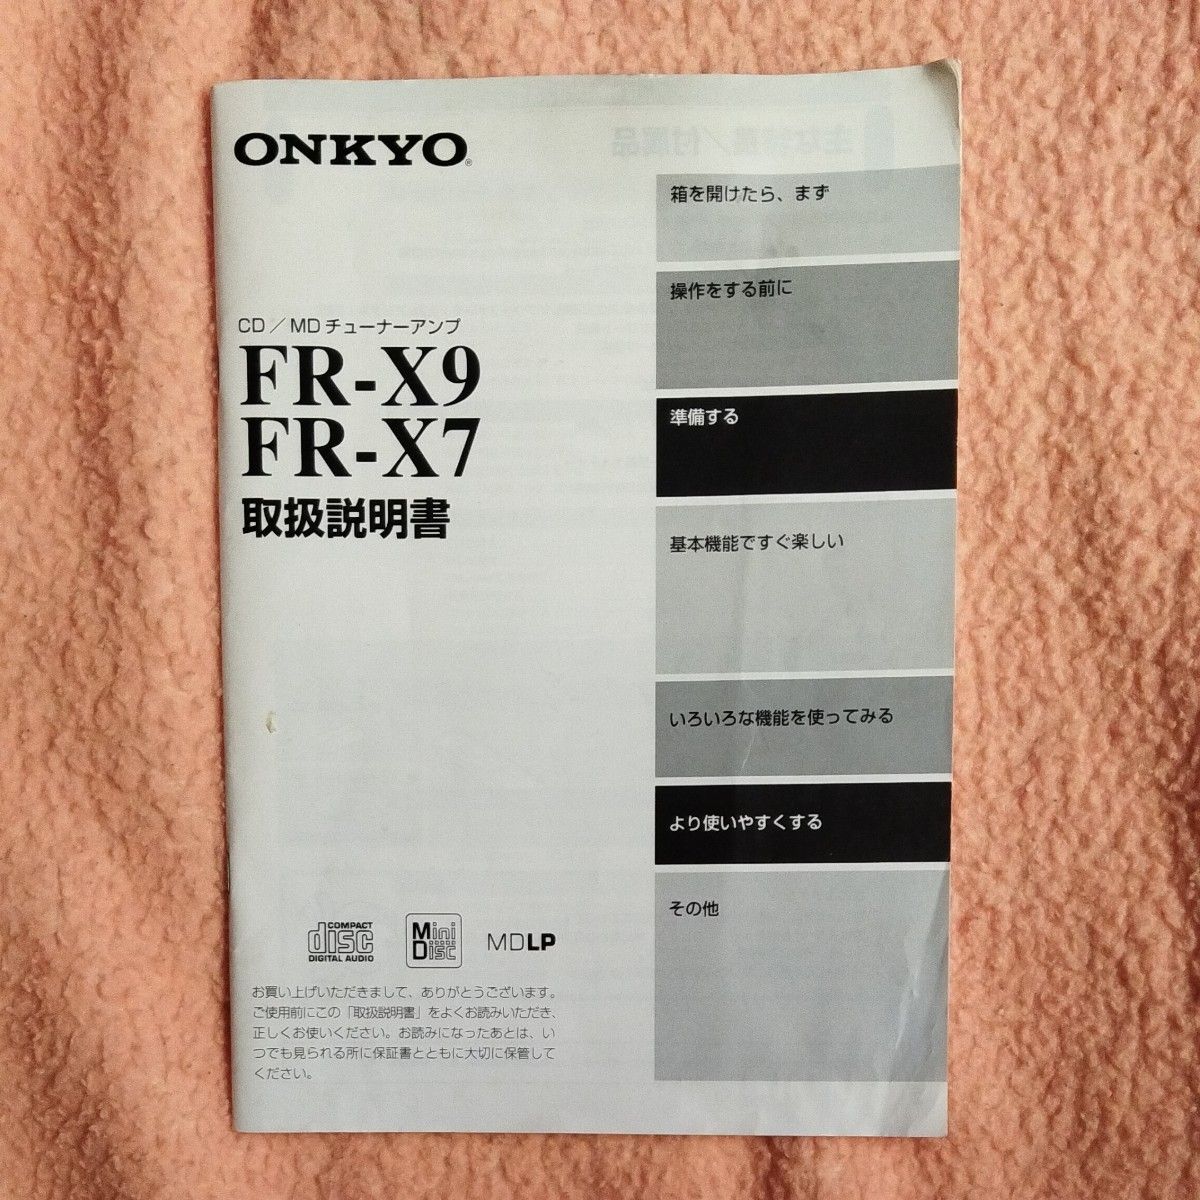 ONKYO®
CD／MD チューナーアンプ
FR-X9
FR-X7
取扱説明書
箱を開けたら、まず
操作をする前に
準備する
基本機能ですぐ楽しい
いろいろな機能を使ってみる
より使いやすくする
その他
COMPACT
disc
DIGITAL AUDIO
Mini
Disc
MDLP
お買い上げいただきまして、ありがとうございます。
ご使用前にこの「取扱説明書」をよくお読みいただき、
正しくお使いください。お読みになったあとは、い
つでも見られる所に保証書とともに大切に保管して
ください。